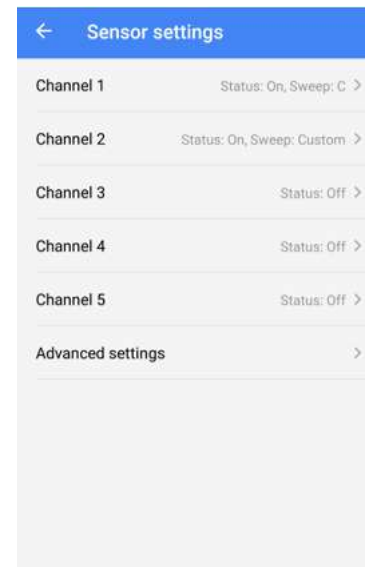 Sensor settings
Channel 1 Status: On, Sweep: C
Channel 2 Status: On, Sweep: Custom
Channel 3 Status: Off
Channel 4 Status: Off
Channel 5 Status: Off
Advanced settings